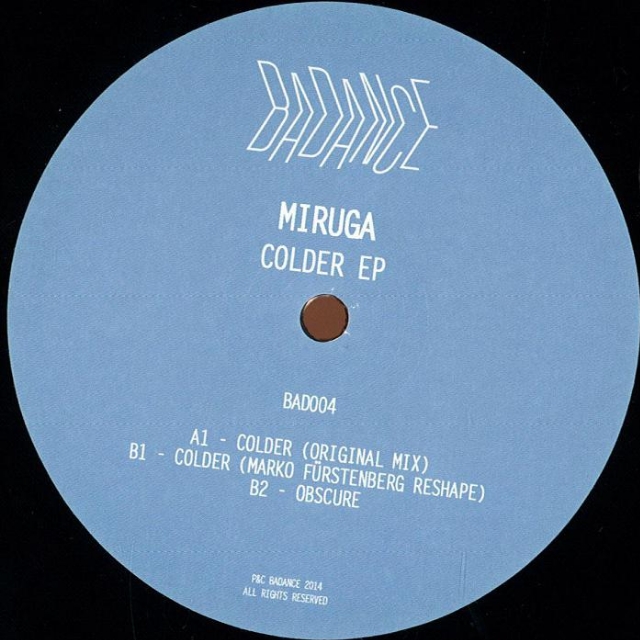 BADANCE
MIRUGA
COLDER EP
BAD004
A1 - COLDER (ORIGINAL MIX)
B1 - COLDER (MARKO FÜRSTENBERG RESHAPE)
B2 - OBSCURE
P&C BADANCE 2014
ALL RIGHTS RESERVED